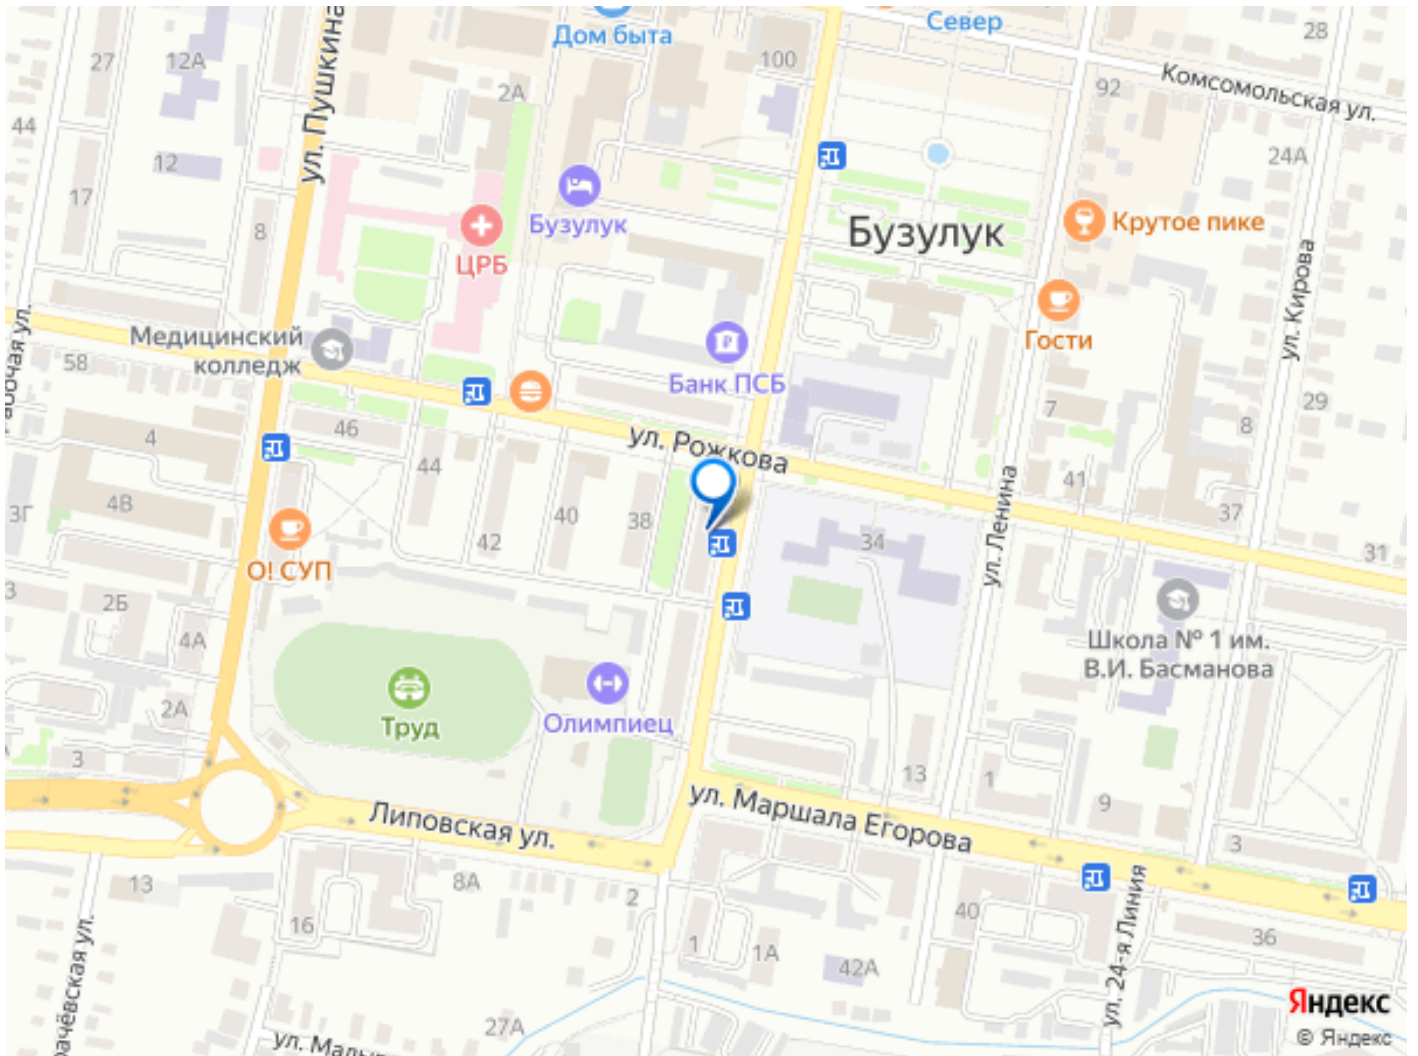 Дом быта
Север
100
28
27
12А
ул. Пушкина
2А
92
Комсомольская ул.
44
12
24А
17
8
Бузулук
Бузулук
Крутое пике
ЦРБ
ул. Кирова
Медицинский
колледж
Гости
58
Банк ПСБ
7
29
8
46
4
44
ул. Рожкова
41
4В
3Г
40
38
42
34
37
ул. Ленина
31
О! СУП
3
2Б
4А
Школа № 1 им.
В.И. Басманова
Труд
Олимпиец
2А
3
13
1
9
Липовская ул.
ул. Маршала Егорова
3
13
8А
2
16
40
36
1
1А
42А
ул. 24-я Линия
27А
Яндекс
© Яндекс